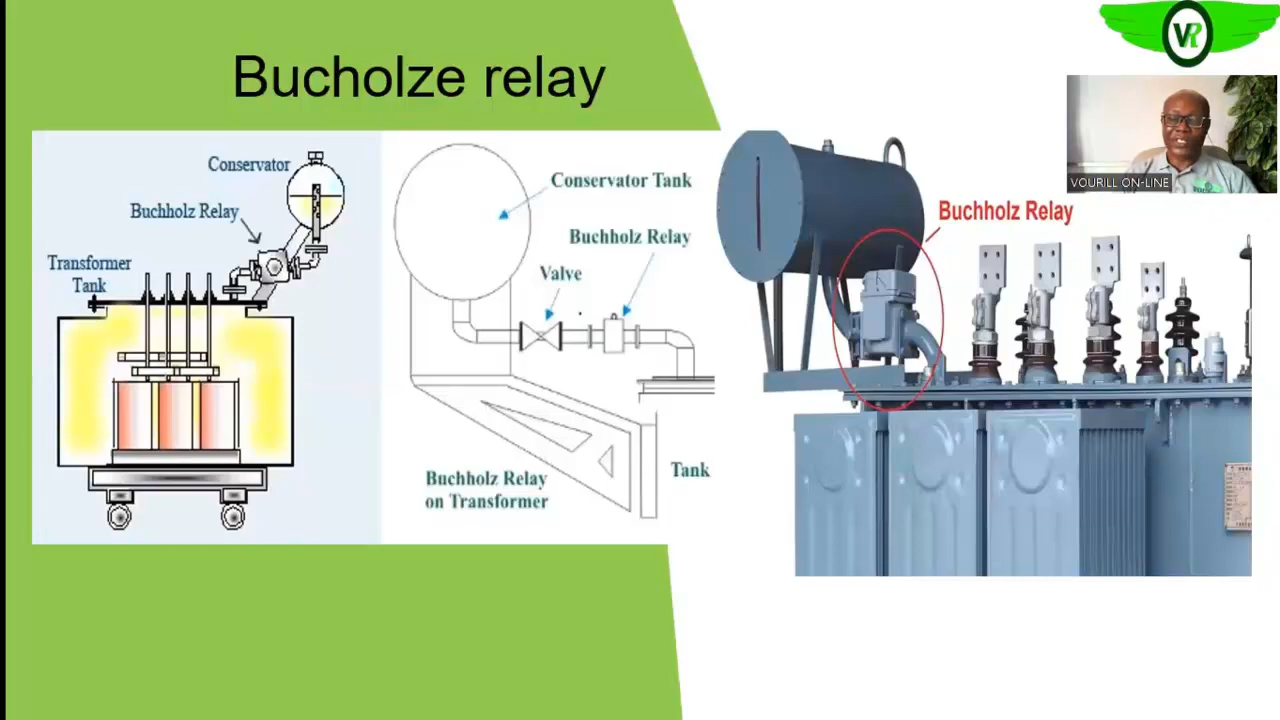 Bucholze relay
VR
VOURILL ON-LINE
Conservator
Buchholz Relay
Transformer
Tank
Conservator Tank
Buchholz Relay
Valve
Buchholz Relay
on Transformer
Tank
Buchholz Relay